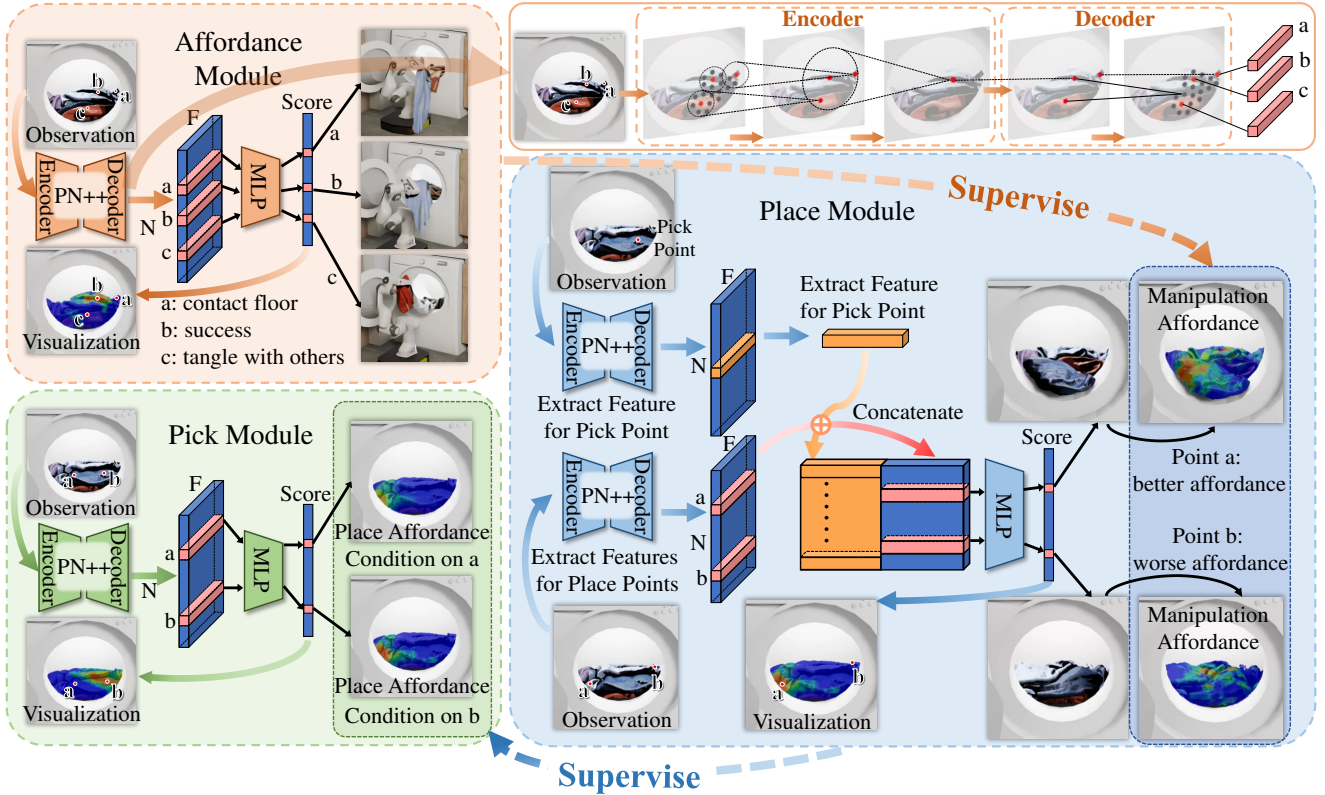 Affordance
Module
b
a
c
Observation
Encoder
PN++
Decoder
F
N
a
b
c
MLP
Score
a
b
c
b
a
c
Visualization
a: contact floor
b: success
c: tangle with others
Encoder
Decoder
b
a
c
a
b
c
Supervise
Pick Module
a
b
Observation
Encoder
PN++
Decoder
F
N
a
b
MLP
Score
a
b
Visualization
Place Affordance
Condition on a
Place Affordance
Condition on b
Place Module
Pick
Point
Observation
Encoder
PN++
Decoder
Extract Feature
for Pick Point
F
N
Extract Feature
for Pick Point
Concatenate
Encoder
PN++
Decoder
Extract Features
for Place Points
F
a
N
b
MLP
Score
a
b
Observation
a
b
Visualization
Manipulation
Affordance
Point a:
better affordance
Point b:
worse affordance
Manipulation
Affordance
Supervise